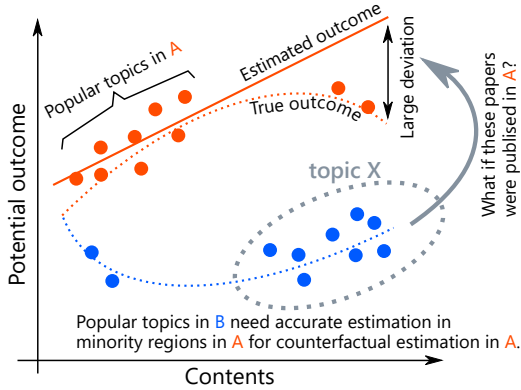 Popular topics in A
Estimated outcome
True outcome
Large deviation
What if these papers
were publised in A?
topic X
Potential outcome
Popular topics in B need accurate estimation in
minority regions in A for counterfactual estimation in A.
Contents